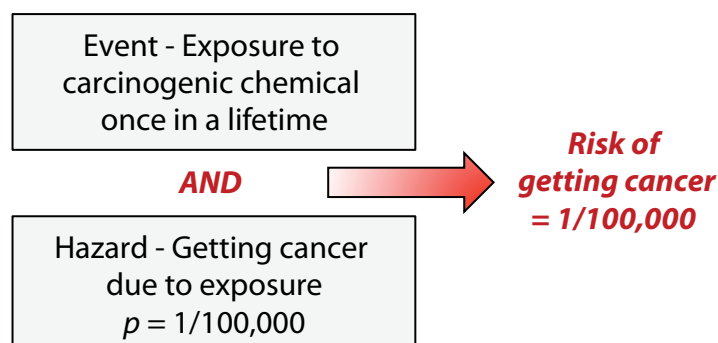 Event - Exposure to
carcinogenic chemical
once in a lifetime
AND
Hazard - Getting cancer
due to exposure
p = 1/100,000
Risk of
getting cancer
= 1/100,000